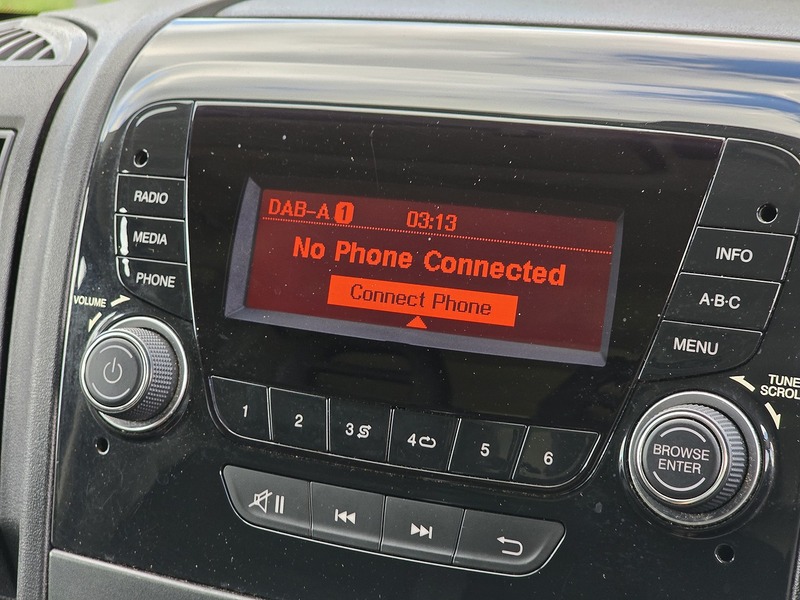 DAB-A 1 03:13
No Phone Connected
Connect Phone
RADIO
MEDIA
PHONE
VOLUME
INFO
A·B·C
MENU
TUNE
SCROLL
BROWSE
ENTER
1 2 3 4 5 6